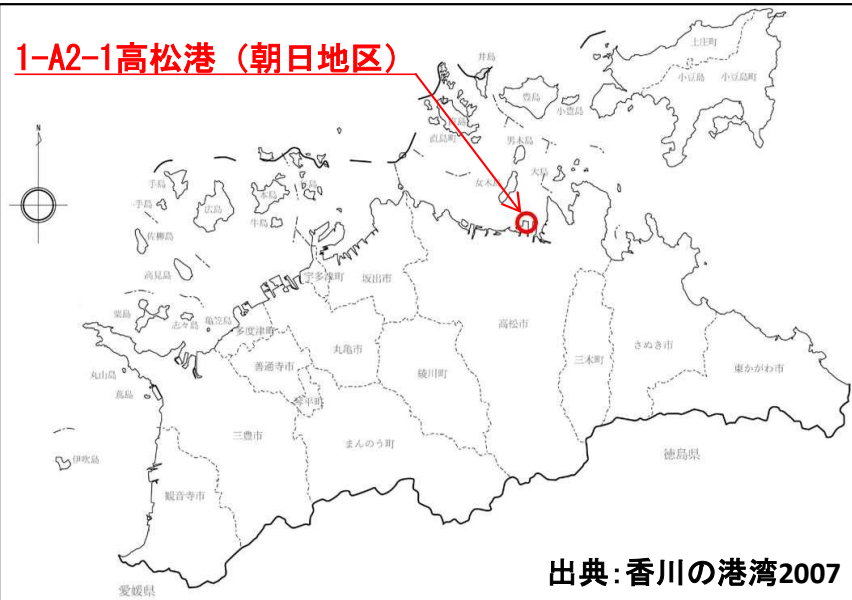 1-A2-1高松港（朝日地区）
土庄町
小豆島
小豆島町
井島
豊島
小豊島
直島町
男木島
女木島
大島
N
手島
手島
広島
本島
牛島
佐柳島
高見島
粟島
志々島
亀笠島
宇多津町
坂出市
多度津町
高松市
丸亀市
善通寺市
綾川町
三木町
さぬき市
東かがわ市
丸山島
蔦島
琴平町
三豊市
まんのう町
伊吹島
観音寺市
徳島県
愛媛県
出典：香川の港湾2007